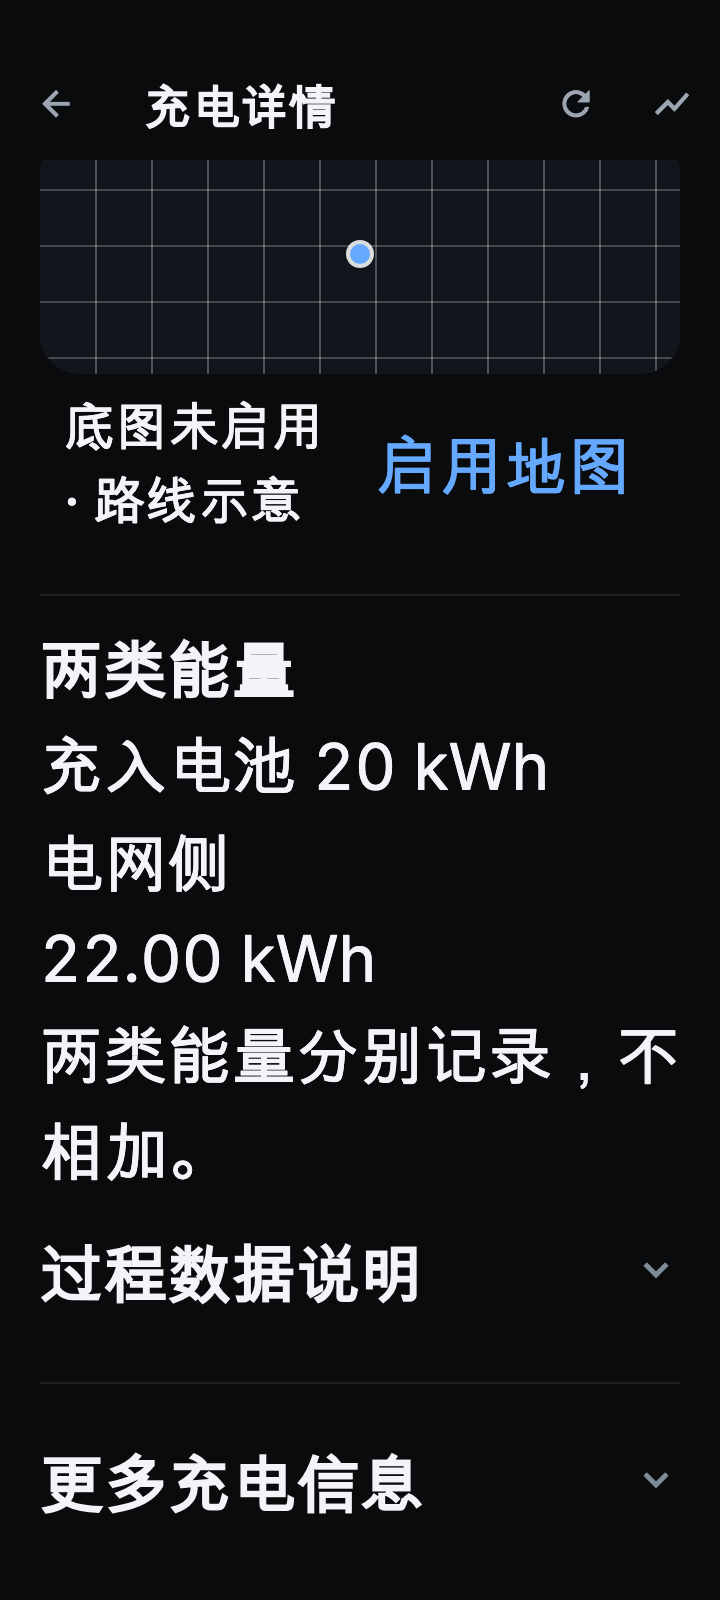 充电详情
底图未启用
· 路线示意
启用地图
两类能量
充入电池 20 kWh
电网侧
22.00 kWh
两类能量分别记录，不
相加。
过程数据说明
更多充电信息